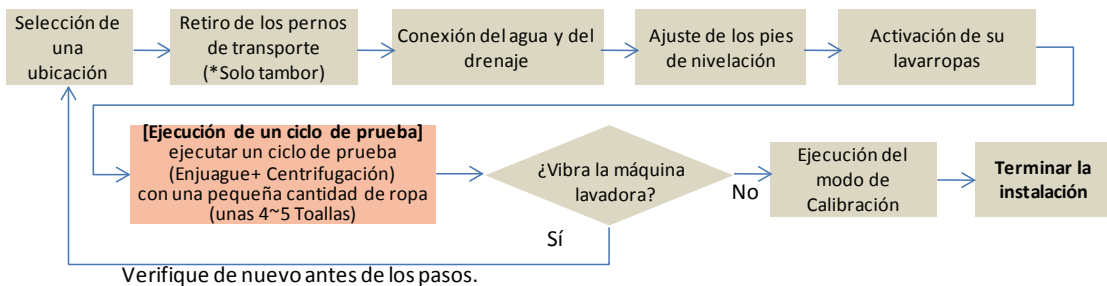 Selección de
una
ubicación
Retiro de los pernos
de transporte
(*Solo tambor)
Conexión del agua y del
drenaje
Ajuste de los pies
de nivelación
Activación de su
lavarropas
[Ejecución de un ciclo de prueba]
ejecutar un ciclo de prueba
(Enjuague+ Centrifugación)
con una pequeña cantidad de ropa
(unas 4~5 Toallas)
¿Vibra la máquina
lavadora?
No
Ejecución del
modo de
Calibración
Terminar la
instalación
Sí
Verifique de nuevo antes de los pasos.